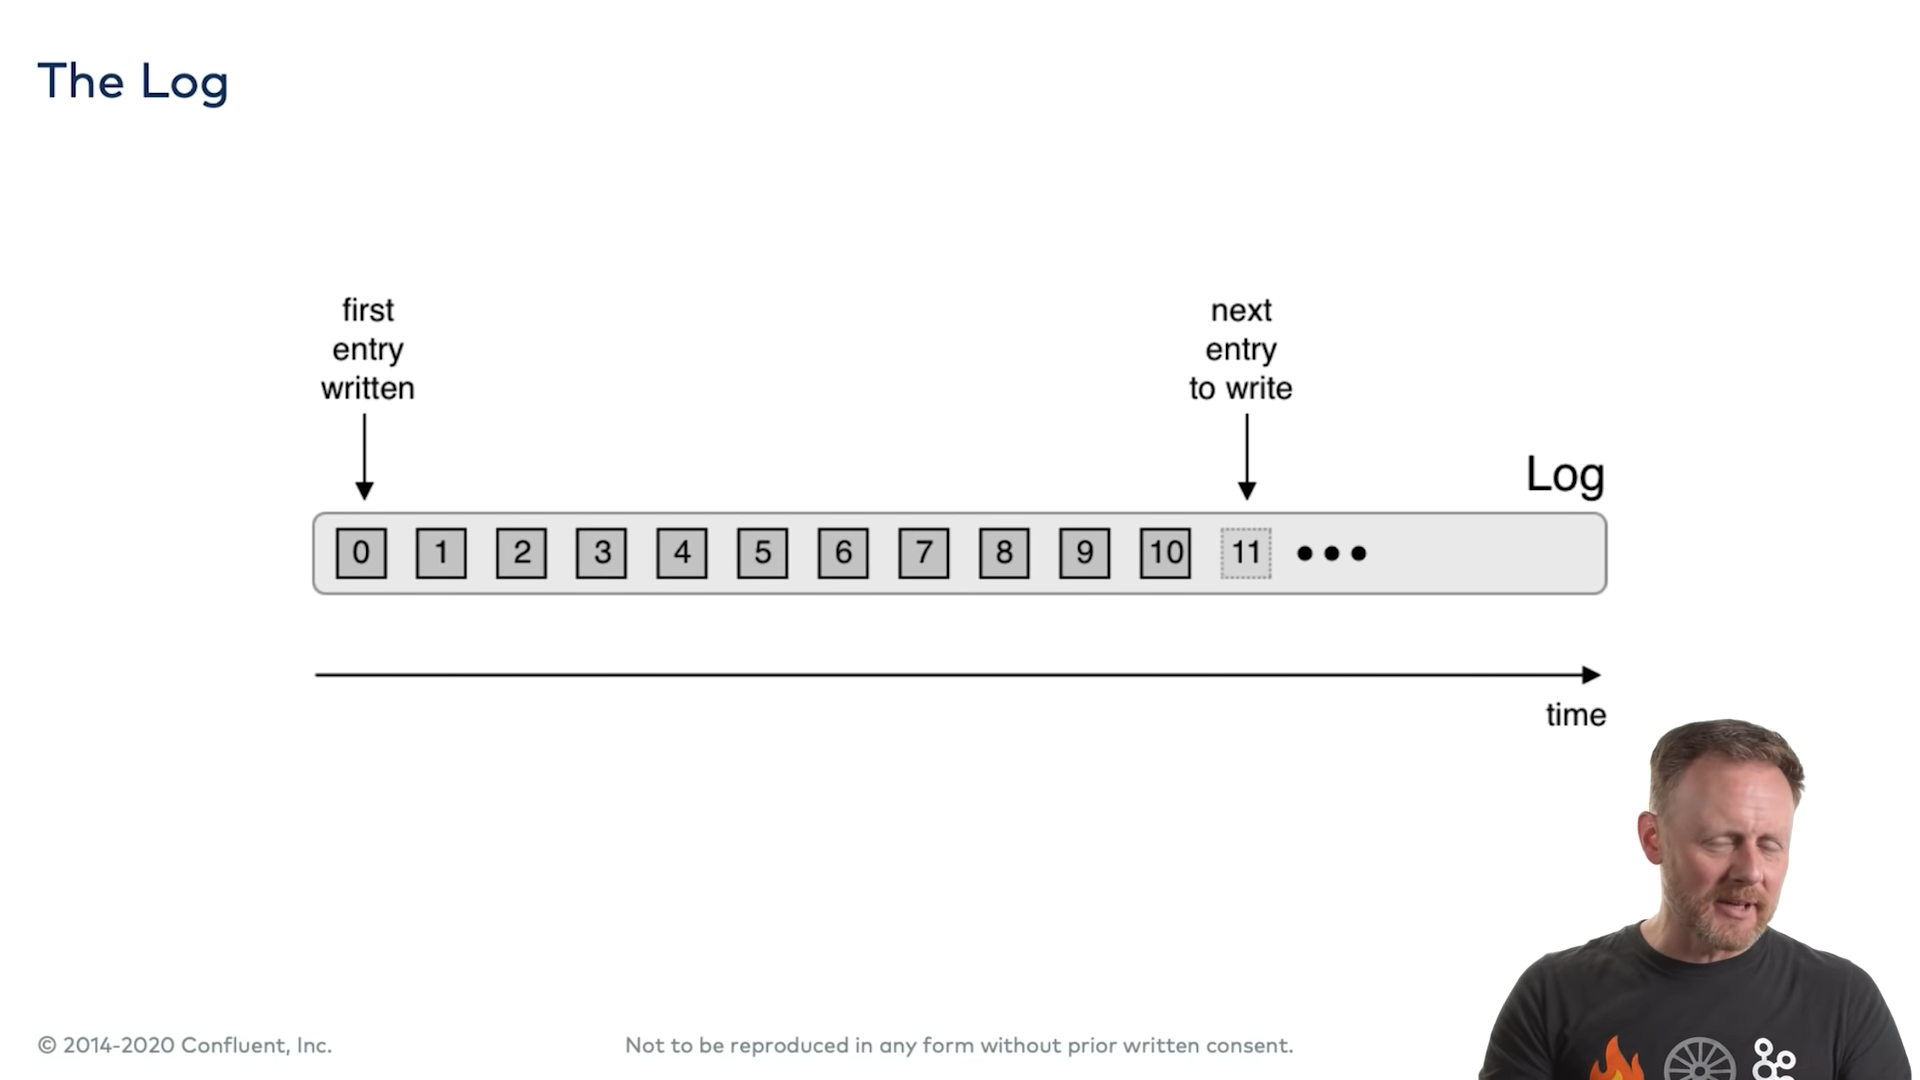 The Log
first
entry
written
next
entry
to write
Log
0 1 2 3 4 5 6 7 8 9 10 11
time
© 2014-2020 Confluent, Inc.
Not to be reproduced in any form without prior written consent.